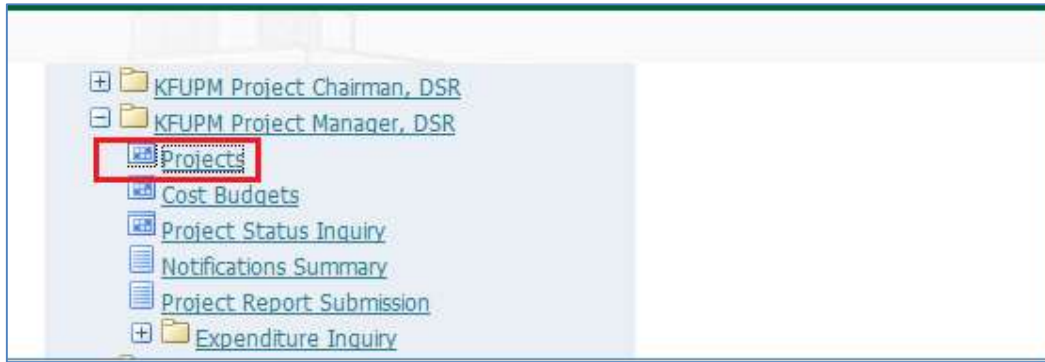 KFUPM Project Chairman, DSR
KFUPM Project Manager, DSR
Projects
Cost Budgets
Project Status Inquiry
Notifications Summary
Project Report Submission
Expenditure Inquiry